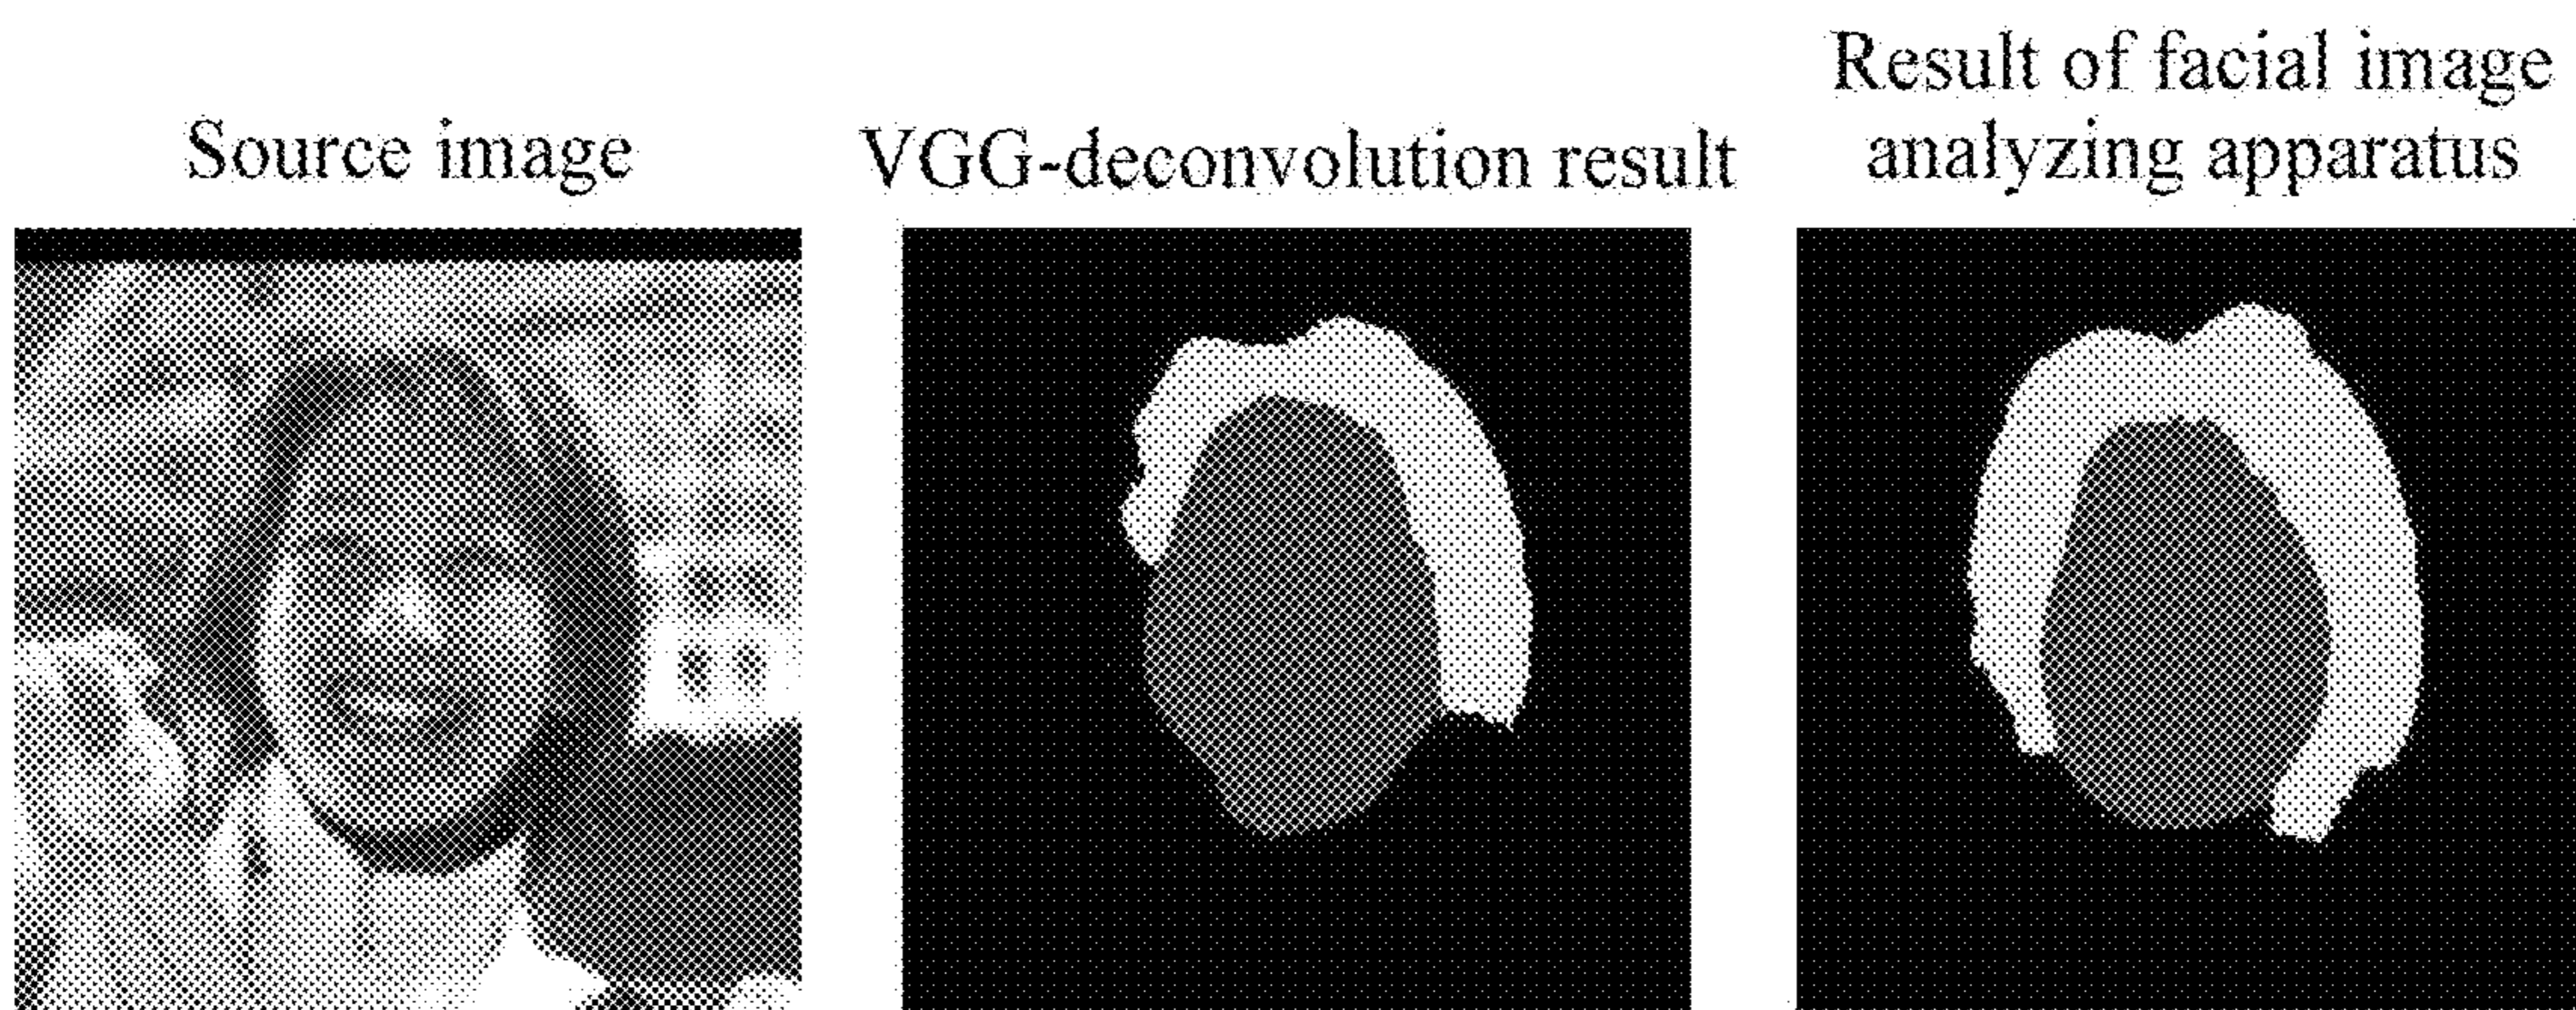 Source image
VGG-deconvolution result
Result of facial image
analyzing apparatus